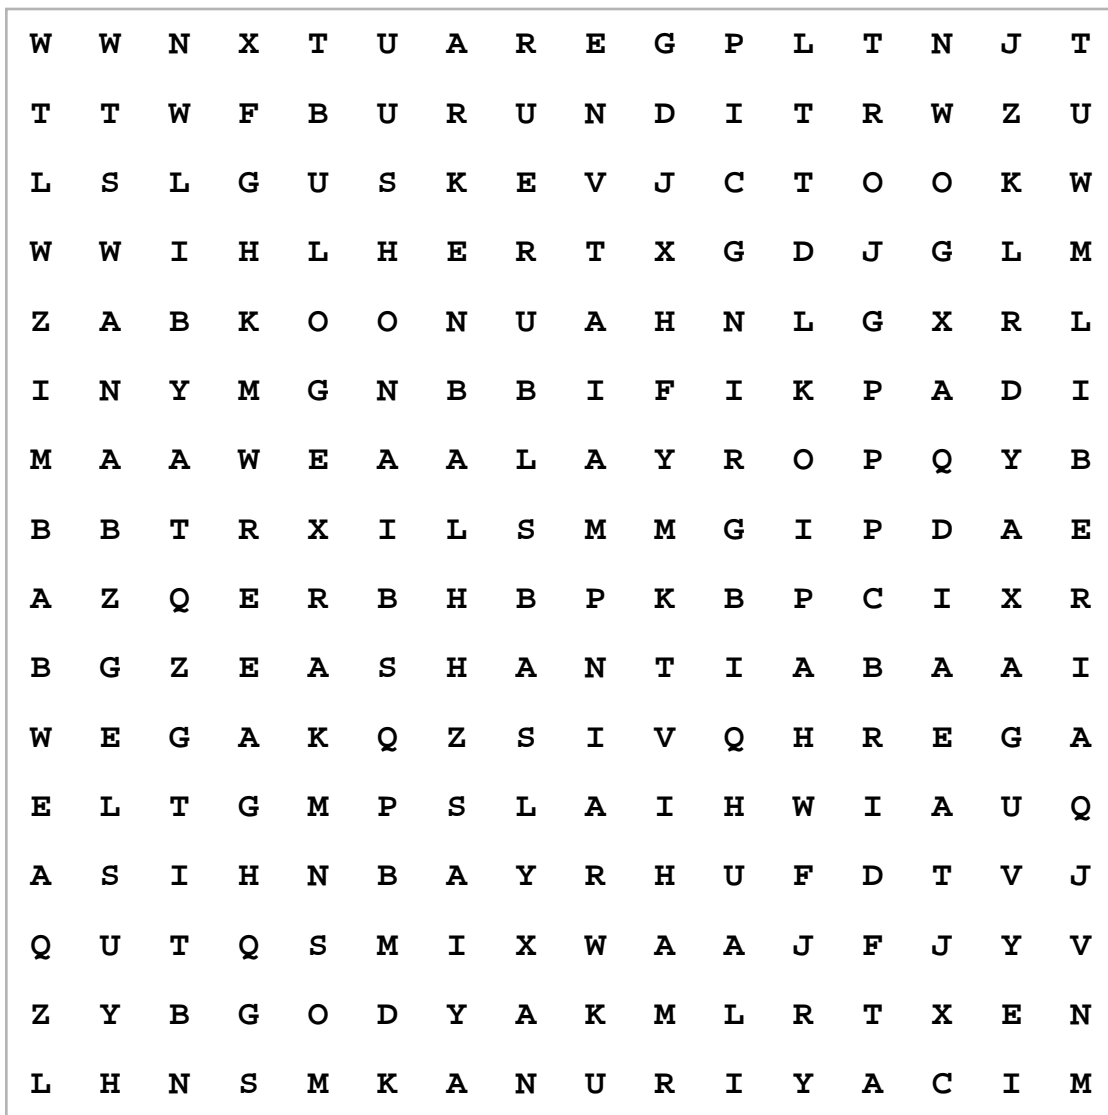 W W N X T U A R E G P L T N J T
T T W F B U R U N D I T R W Z U
L S L G U S K E V J C T O O K W
W W I H L H E R T X G D J G L M
Z A B K O O N U A H N L G X R L
I N Y M G N B B I F I K P A D I
M A A W E A A L A Y R O P Q Y B
B B T R X I L S M M G I P D A E
A Z Q E R B H B P K B P C I X R
B G Z E A S H A N T I A B A A I
W E G A K Q Z S I V Q H R E G A
E L T G M P S L A I H W I A U Q
A S I H N B A Y R H U F D T V J
Q U T Q S M I X W A A J F J Y V
Z Y B G O D Y A K M L R T X E N
L H N S M K A N U R I Y A C I M